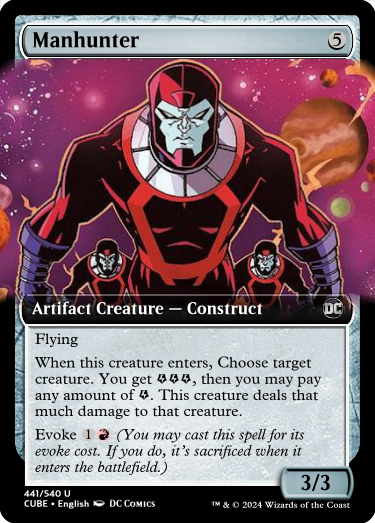 Manhunter 5
Artifact Creature — Construct DC
Flying
When this creature enters, Choose target
creature. You get , then you may pay
any amount of . This creature deals that
much damage to that creature.
Evoke 1 (You may cast this spell for its
evoke cost. If you do, it's sacrificed when it
enters the battlefield.)
3/3
441/540 U
CUBE • English DC COMICS
™ & © 2024 Wizards of the Coast